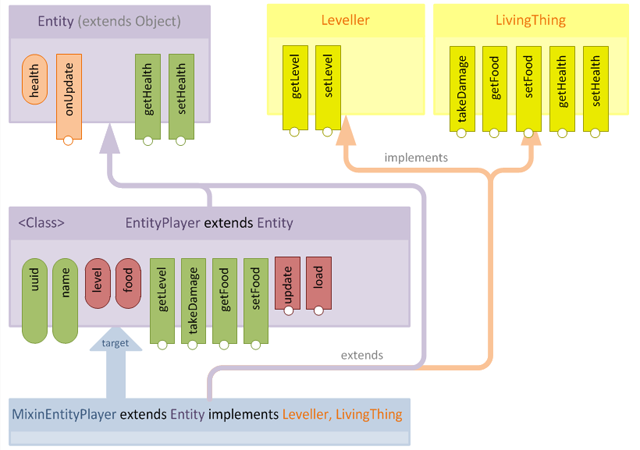 Entity (extends Object)
Leveller
LivingThing
health
onUpdate
getHealth
setHealth
getLevel
setLevel
takeDamage
getFood
setFood
getHealth
setHealth
implements
<Class>
EntityPlayer extends Entity
uuid
name
level
food
getLevel
takeDamage
getFood
setFood
update
load
target
extends
MixinEntityPlayer extends Entity implements Leveller, LivingThing